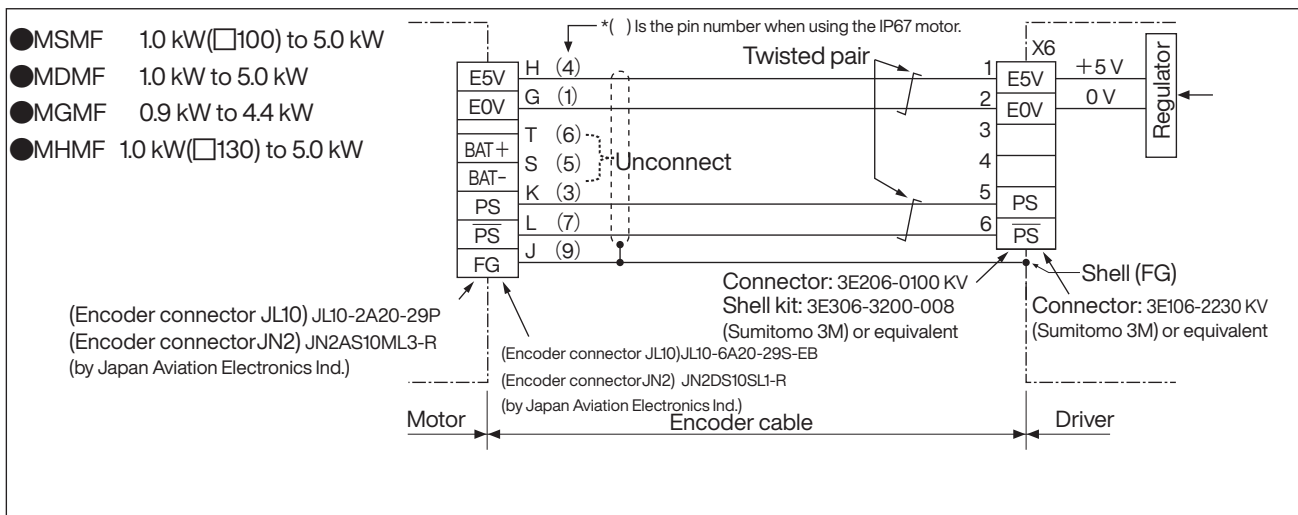 ●MSMF 1.0 kW(□100) to 5.0 kW
●MDMF 1.0 kW to 5.0 kW
●MGMF 0.9 kW to 4.4 kW
●MHMF 1.0 kW(□130) to 5.0 kW
*( ) Is the pin number when using the IP67 motor.
Twisted pair
X6
E5V H (4) 1 E5V +5 V
E0V G (1) 2 E0V 0 V
Regulator
T (6) 3
BAT+
S (5) Unconnect 4
BAT-
K (3) 5
PS PS
L (7) 6
P̅S̅ P̅S̅
J (9)
FG
Shell (FG)
Connector: 3E206-0100 KV
Shell kit: 3E306-3200-008
(Sumitomo 3M) or equivalent
Connector: 3E106-2230 KV
(Sumitomo 3M) or equivalent
(Encoder connector JL10) JL10-2A20-29P
(Encoder connectorJN2) JN2AS10ML3-R
(by Japan Aviation Electronics Ind.)
(Encoder connector JL10)JL10-6A20-29S-EB
(Encoder connectorJN2) JN2DS10SL1-R
(by Japan Aviation Electronics Ind.)
Motor Encoder cable Driver